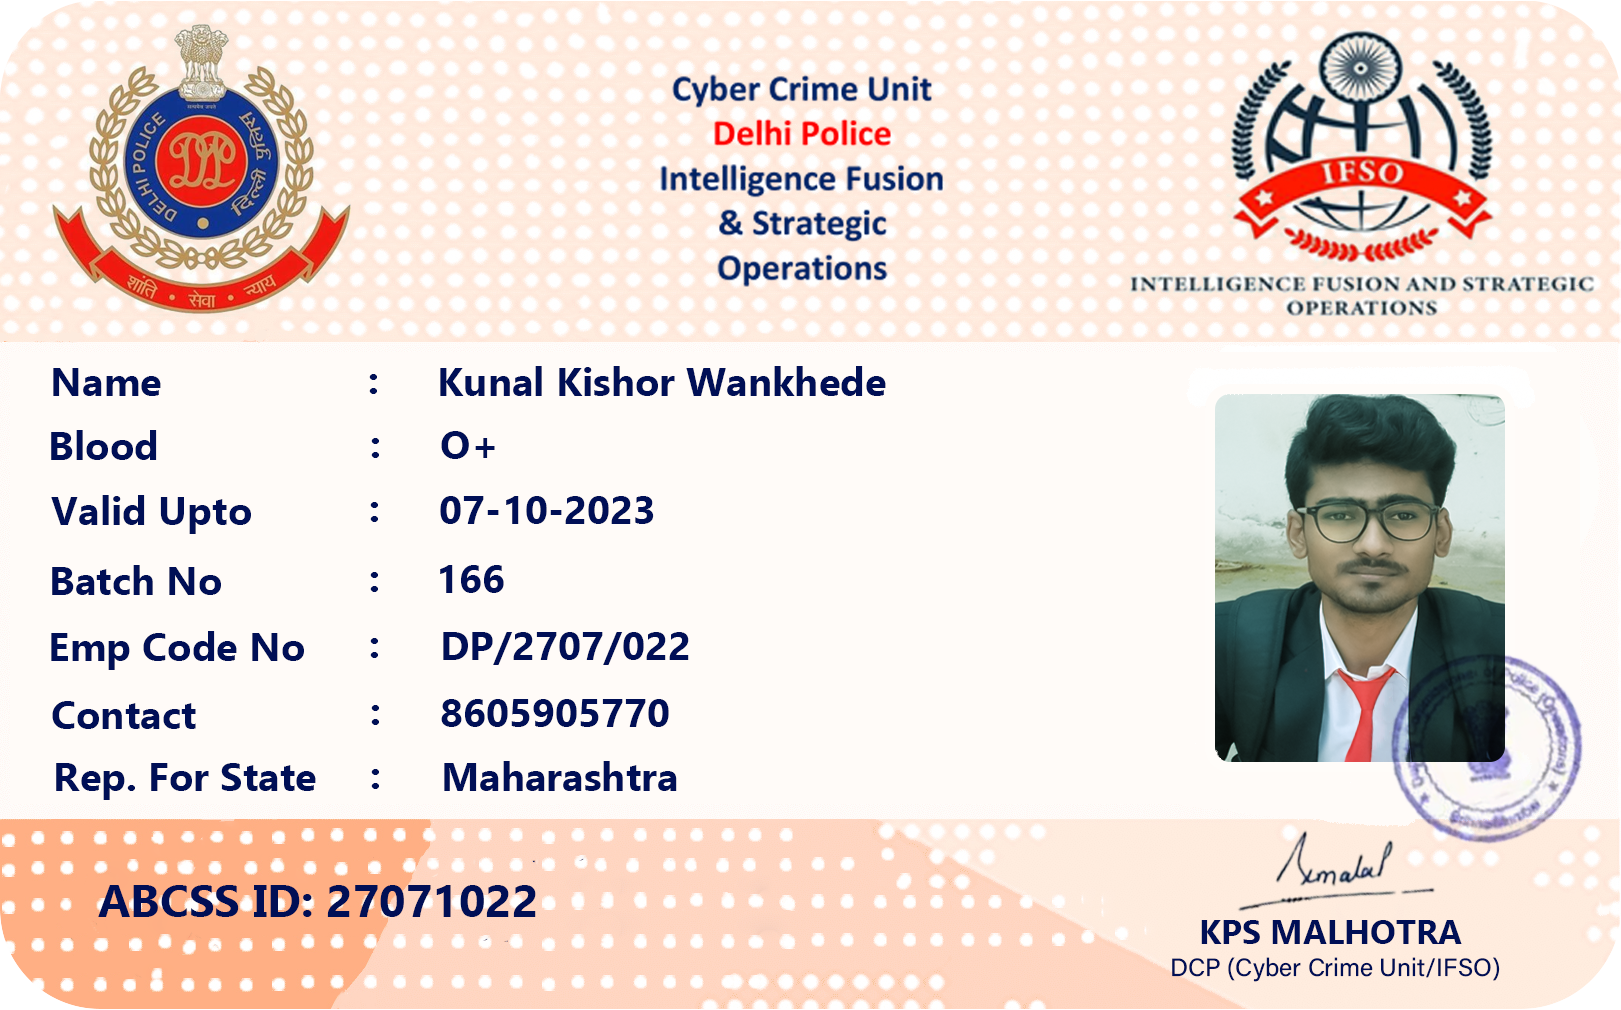 DELHI POLICE
दिल्ली पुलिस
शांति • सेवा • न्याय
Cyber Crime Unit
Delhi Police
Intelligence Fusion
& Strategic
Operations
IFSO
INTELLIGENCE FUSION AND STRATEGIC
OPERATIONS
Name : Kunal Kishor Wankhede
Blood : O+
Valid Upto : 07-10-2023
Batch No : 166
Emp Code No : DP/2707/022
Contact : 8605905770
Rep. For State : Maharashtra
ABCSS ID: 27071022
KPS MALHOTRA
DCP (Cyber Crime Unit/IFSO)